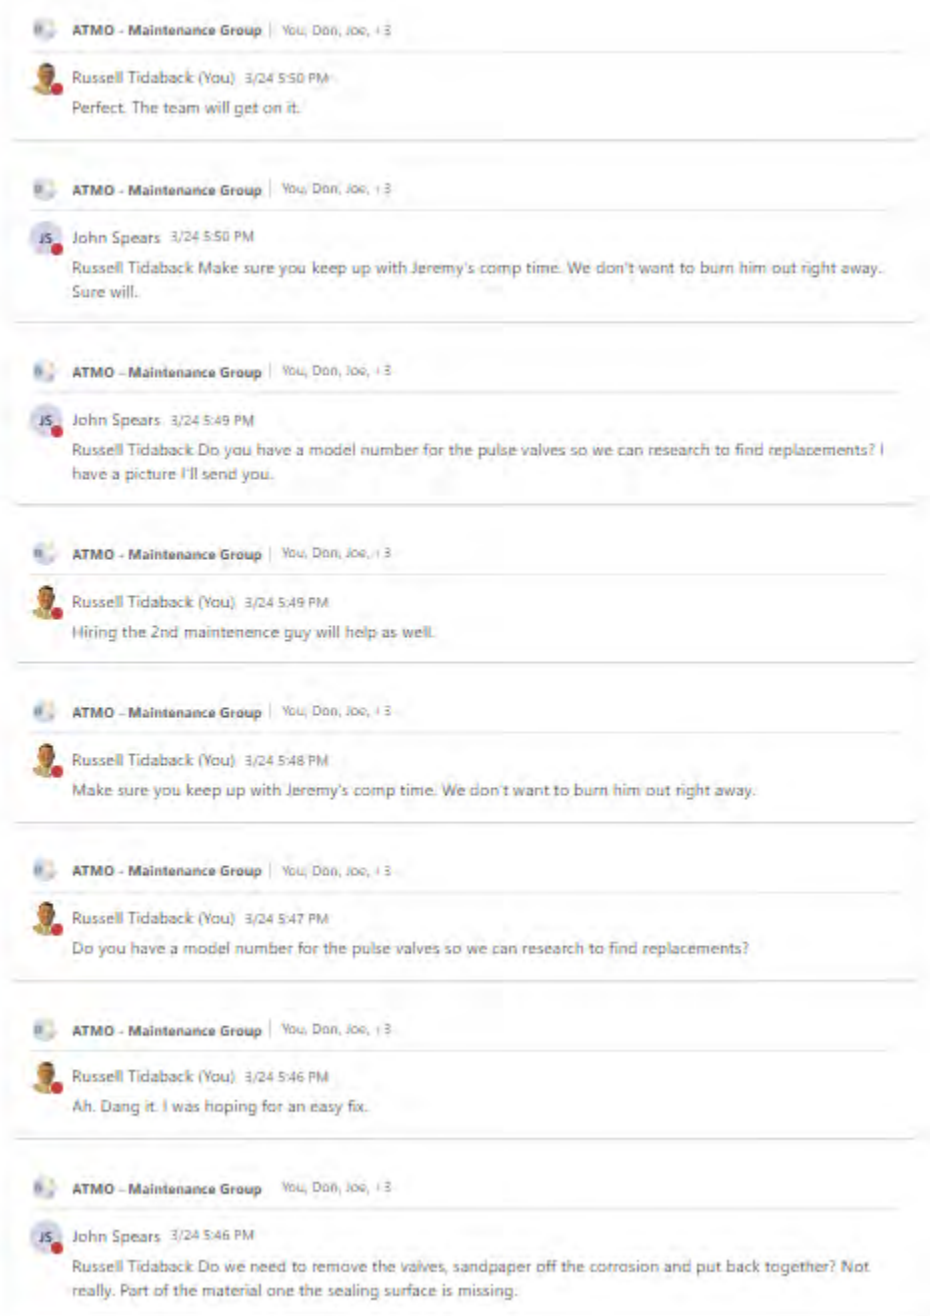 ATMO - Maintenance Group | You, Don, Joe, +3
Russell Tidaback (You) 3/24 5:50 PM
Perfect. The team will get on it.
ATMO - Maintenance Group | You, Don, Joe, +3
JS John Spears 3/24 5:50 PM
Russell Tidaback Make sure you keep up with Jeremy's comp time. We don't want to burn him out right away.
Sure will.
ATMO - Maintenance Group | You, Don, Joe, +3
JS John Spears 3/24 5:49 PM
Russell Tidaback Do you have a model number for the pulse valves so we can research to find replacements? I
have a picture I'll send you.
ATMO - Maintenance Group | You, Don, Joe, +3
Russell Tidaback (You) 3/24 5:49 PM
Hiring the 2nd maintenence guy will help as well.
ATMO - Maintenance Group | You, Don, Joe, +3
Russell Tidaback (You) 3/24 5:48 PM
Make sure you keep up with Jeremy's comp time. We don't want to burn him out right away.
ATMO - Maintenance Group | You, Don, Joe, +3
Russell Tidaback (You) 3/24 5:47 PM
Do you have a model number for the pulse valves so we can research to find replacements?
ATMO - Maintenance Group | You, Don, Joe, +3
Russell Tidaback (You) 3/24 5:46 PM
Ah. Dang it. I was hoping for an easy fix.
ATMO - Maintenance Group You, Don, Joe, +3
JS John Spears 3/24 5:46 PM
Russell Tidaback Do we need to remove the valves, sandpaper off the corrosion and put back together? Not
really. Part of the material one the sealing surface is missing.